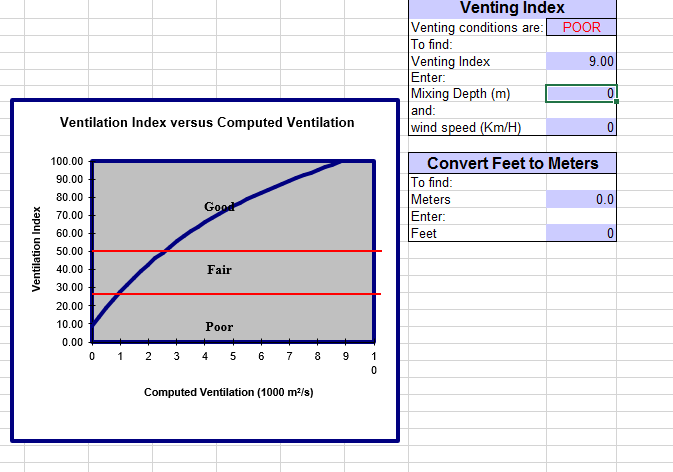 Venting Index
Venting conditions are: POOR
To find:
Venting Index 9.00
Enter:
Mixing Depth (m) 0
and:
wind speed (Km/H) 0
Convert Feet to Meters
To find:
Meters 0.0
Enter:
Feet 0
Ventilation Index versus Computed Ventilation
Ventilation Index
100.00
90.00
80.00
70.00
60.00
50.00
40.00
30.00
20.00
10.00
0.00
Good
Fair
Poor
0 1 2 3 4 5 6 7 8 9 10
Computed Ventilation (1000 m²/s)